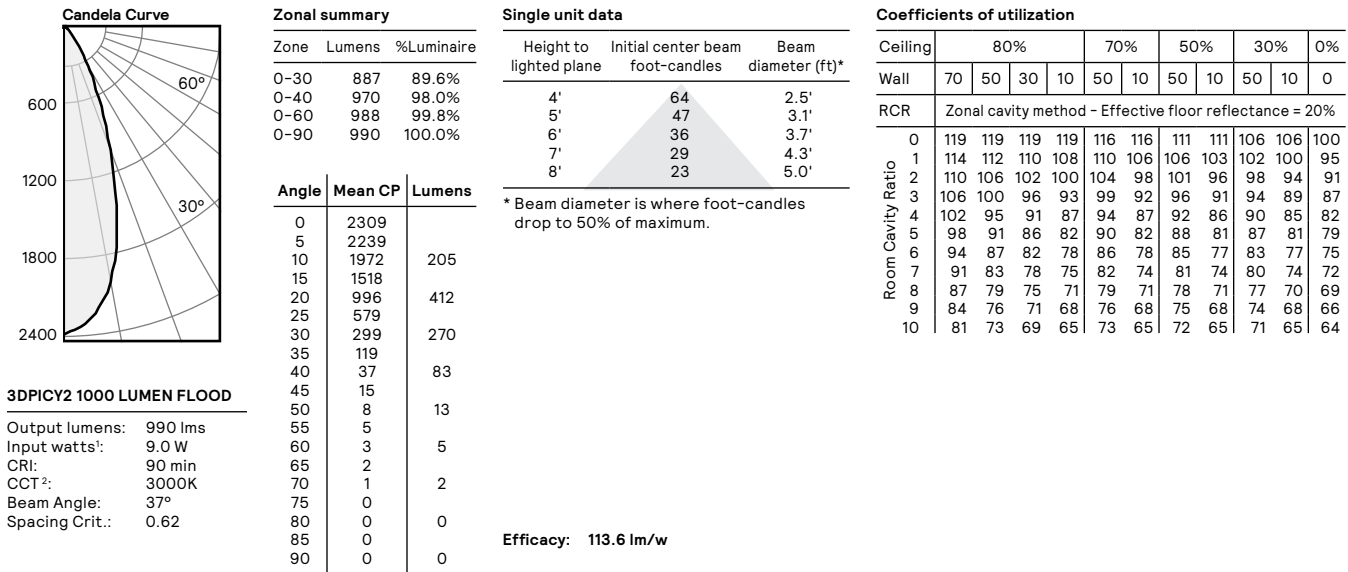 Candela Curve
60°
600
1200
30°
1800
2400
3DPICY2 1000 LUMEN FLOOD
Output lumens: 990 lms
Input watts¹: 9.0 W
CRI: 90 min
CCT ²: 3000K
Beam Angle: 37°
Spacing Crit.: 0.62
Zonal summary
Zone Lumens %Luminaire
0-30 887 89.6%
0-40 970 98.0%
0-60 988 99.8%
0-90 990 100.0%
Angle Mean CP Lumens
0 2309
5 2239
10 1972 205
15 1518
20 996 412
25 579
30 299 270
35 119
40 37 83
45 15
50 8 13
55 5
60 3 5
65 2
70 1 2
75 0
80 0 0
85 0
90 0 0
Single unit data
Height to Initial center beam Beam
lighted plane foot-candles diameter (ft)*
4' 64 2.5'
5' 47 3.1'
6' 36 3.7'
7' 29 4.3'
8' 23 5.0'
* Beam diameter is where foot-candles
drop to 50% of maximum.
Efficacy: 113.6 lm/w
Coefficients of utilization
Ceiling 80% 70% 50% 30% 0%
Wall 70 50 30 10 50 10 50 10 50 10 0
RCR Zonal cavity method - Effective floor reflectance = 20%
Room Cavity Ratio
0 119 119 119 119 116 116 111 111 106 106 100
1 114 112 110 108 110 106 106 103 102 100 95
2 110 106 102 100 104 98 101 96 98 94 91
3 106 100 96 93 99 92 96 91 94 89 87
4 102 95 91 87 94 87 92 86 90 85 82
5 98 91 86 82 90 82 88 81 87 81 79
6 94 87 82 78 86 78 85 77 83 77 75
7 91 83 78 75 82 74 81 74 80 74 72
8 87 79 75 71 79 71 78 71 77 70 69
9 84 76 71 68 76 68 75 68 74 68 66
10 81 73 69 65 73 65 72 65 71 65 64